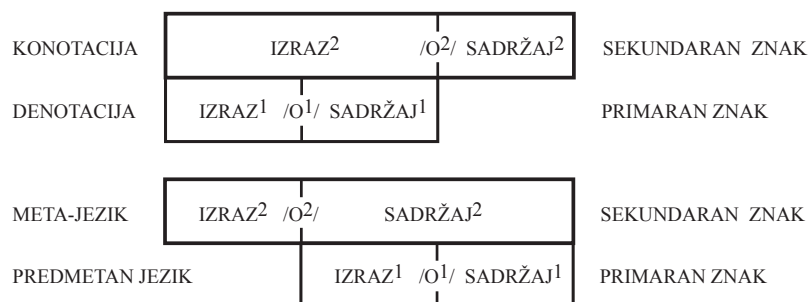 KONOTACIJA IZRAZ² /O²/ SADRŽAJ² SEKUNDARAN ZNAK
DENOTACIJA IZRAZ¹ /O¹/ SADRŽAJ¹ PRIMARAN ZNAK
META-JEZIK IZRAZ² /O²/ SADRŽAJ² SEKUNDARAN ZNAK
PREDMETAN JEZIK IZRAZ¹ /O¹/ SADRŽAJ¹ PRIMARAN ZNAK